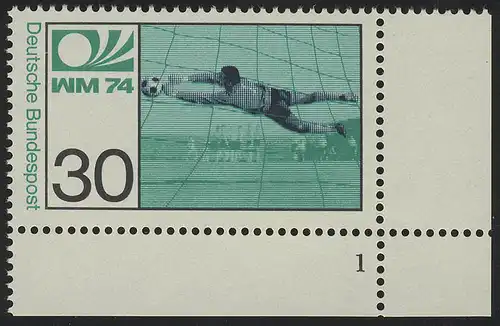 Deutsche Bundespost
WM 74
30
1